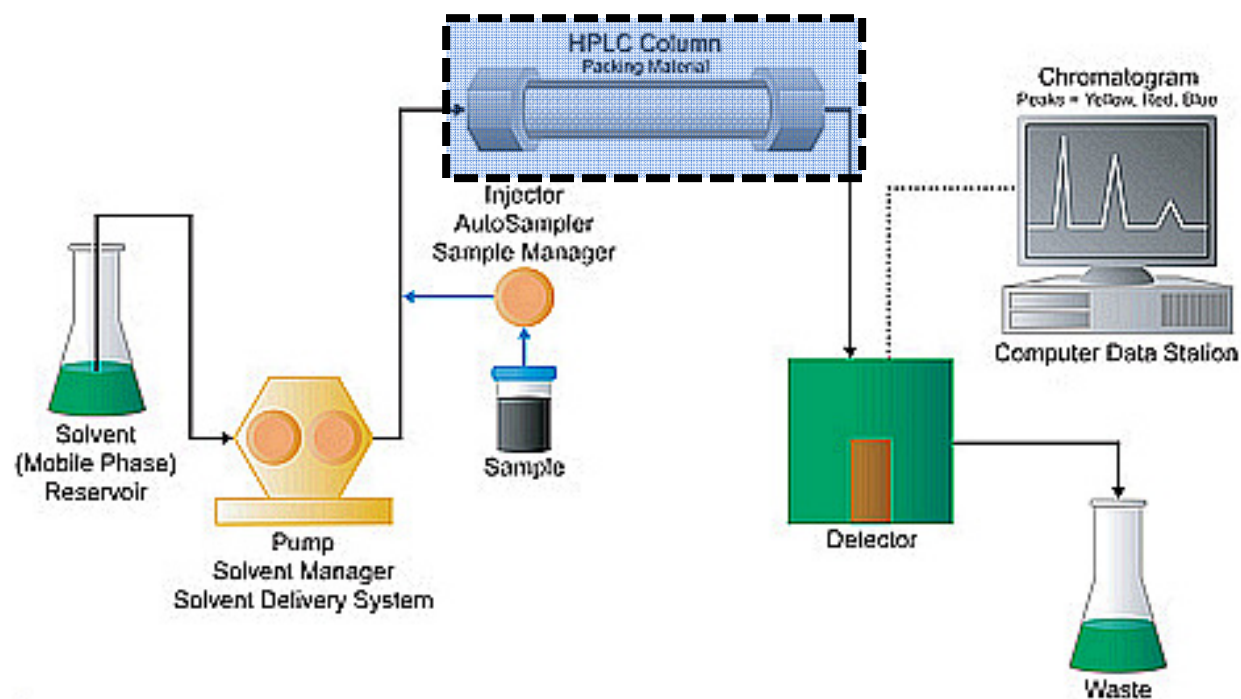 HPLC Column
Packing Material
Chromatogram
Peaks = Yellow, Red, Blue
Injector
AutoSampler
Sample Manager
Solvent
(Mobile Phase)
Reservoir
Sample
Computer Data Station
Pump
Solvent Manager
Solvent Delivery System
Detector
Waste